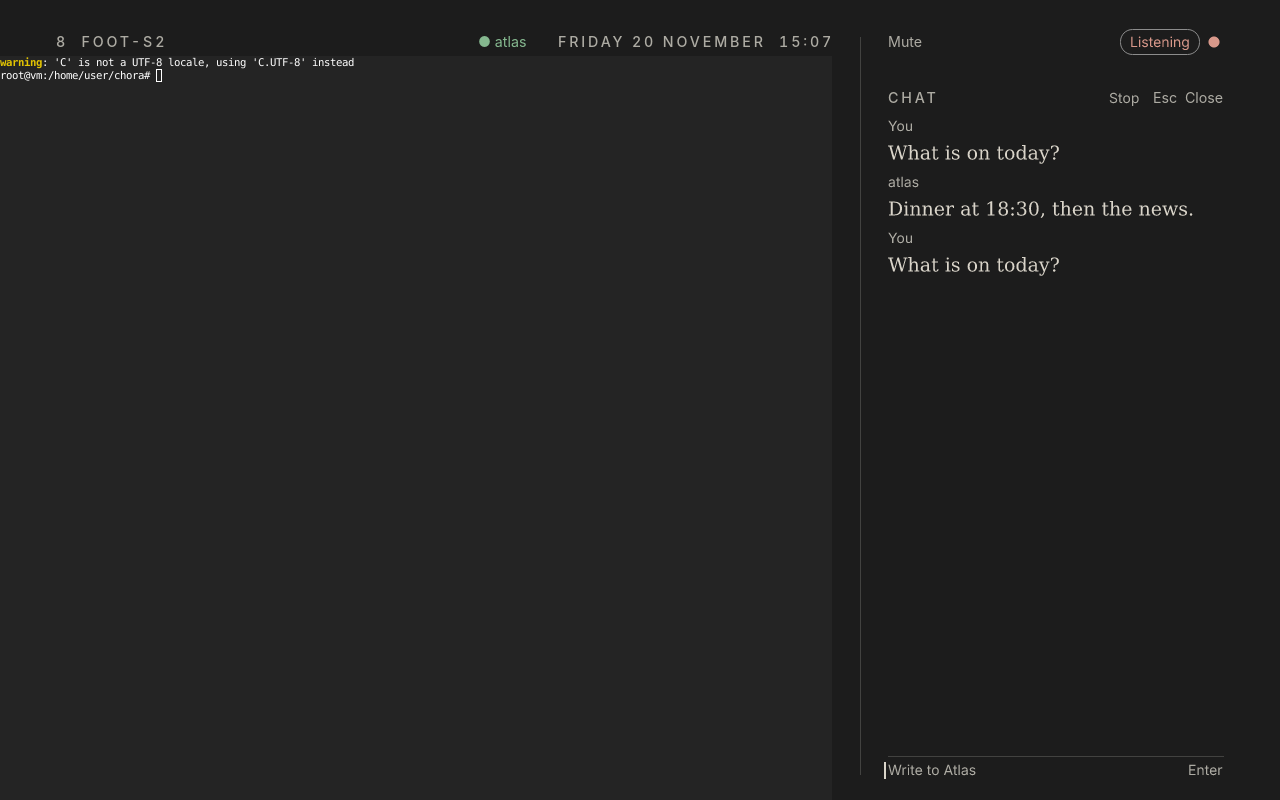 8 FOOT-S2
atlas
FRIDAY 20 NOVEMBER 15:07
warning: 'C' is not a UTF-8 locale, using 'C.UTF-8' instead
root@vm:/home/user/chora#
Mute
Listening
CHAT
Stop Esc Close
You
What is on today?
atlas
Dinner at 18:30, then the news.
You
What is on today?
Write to Atlas
Enter